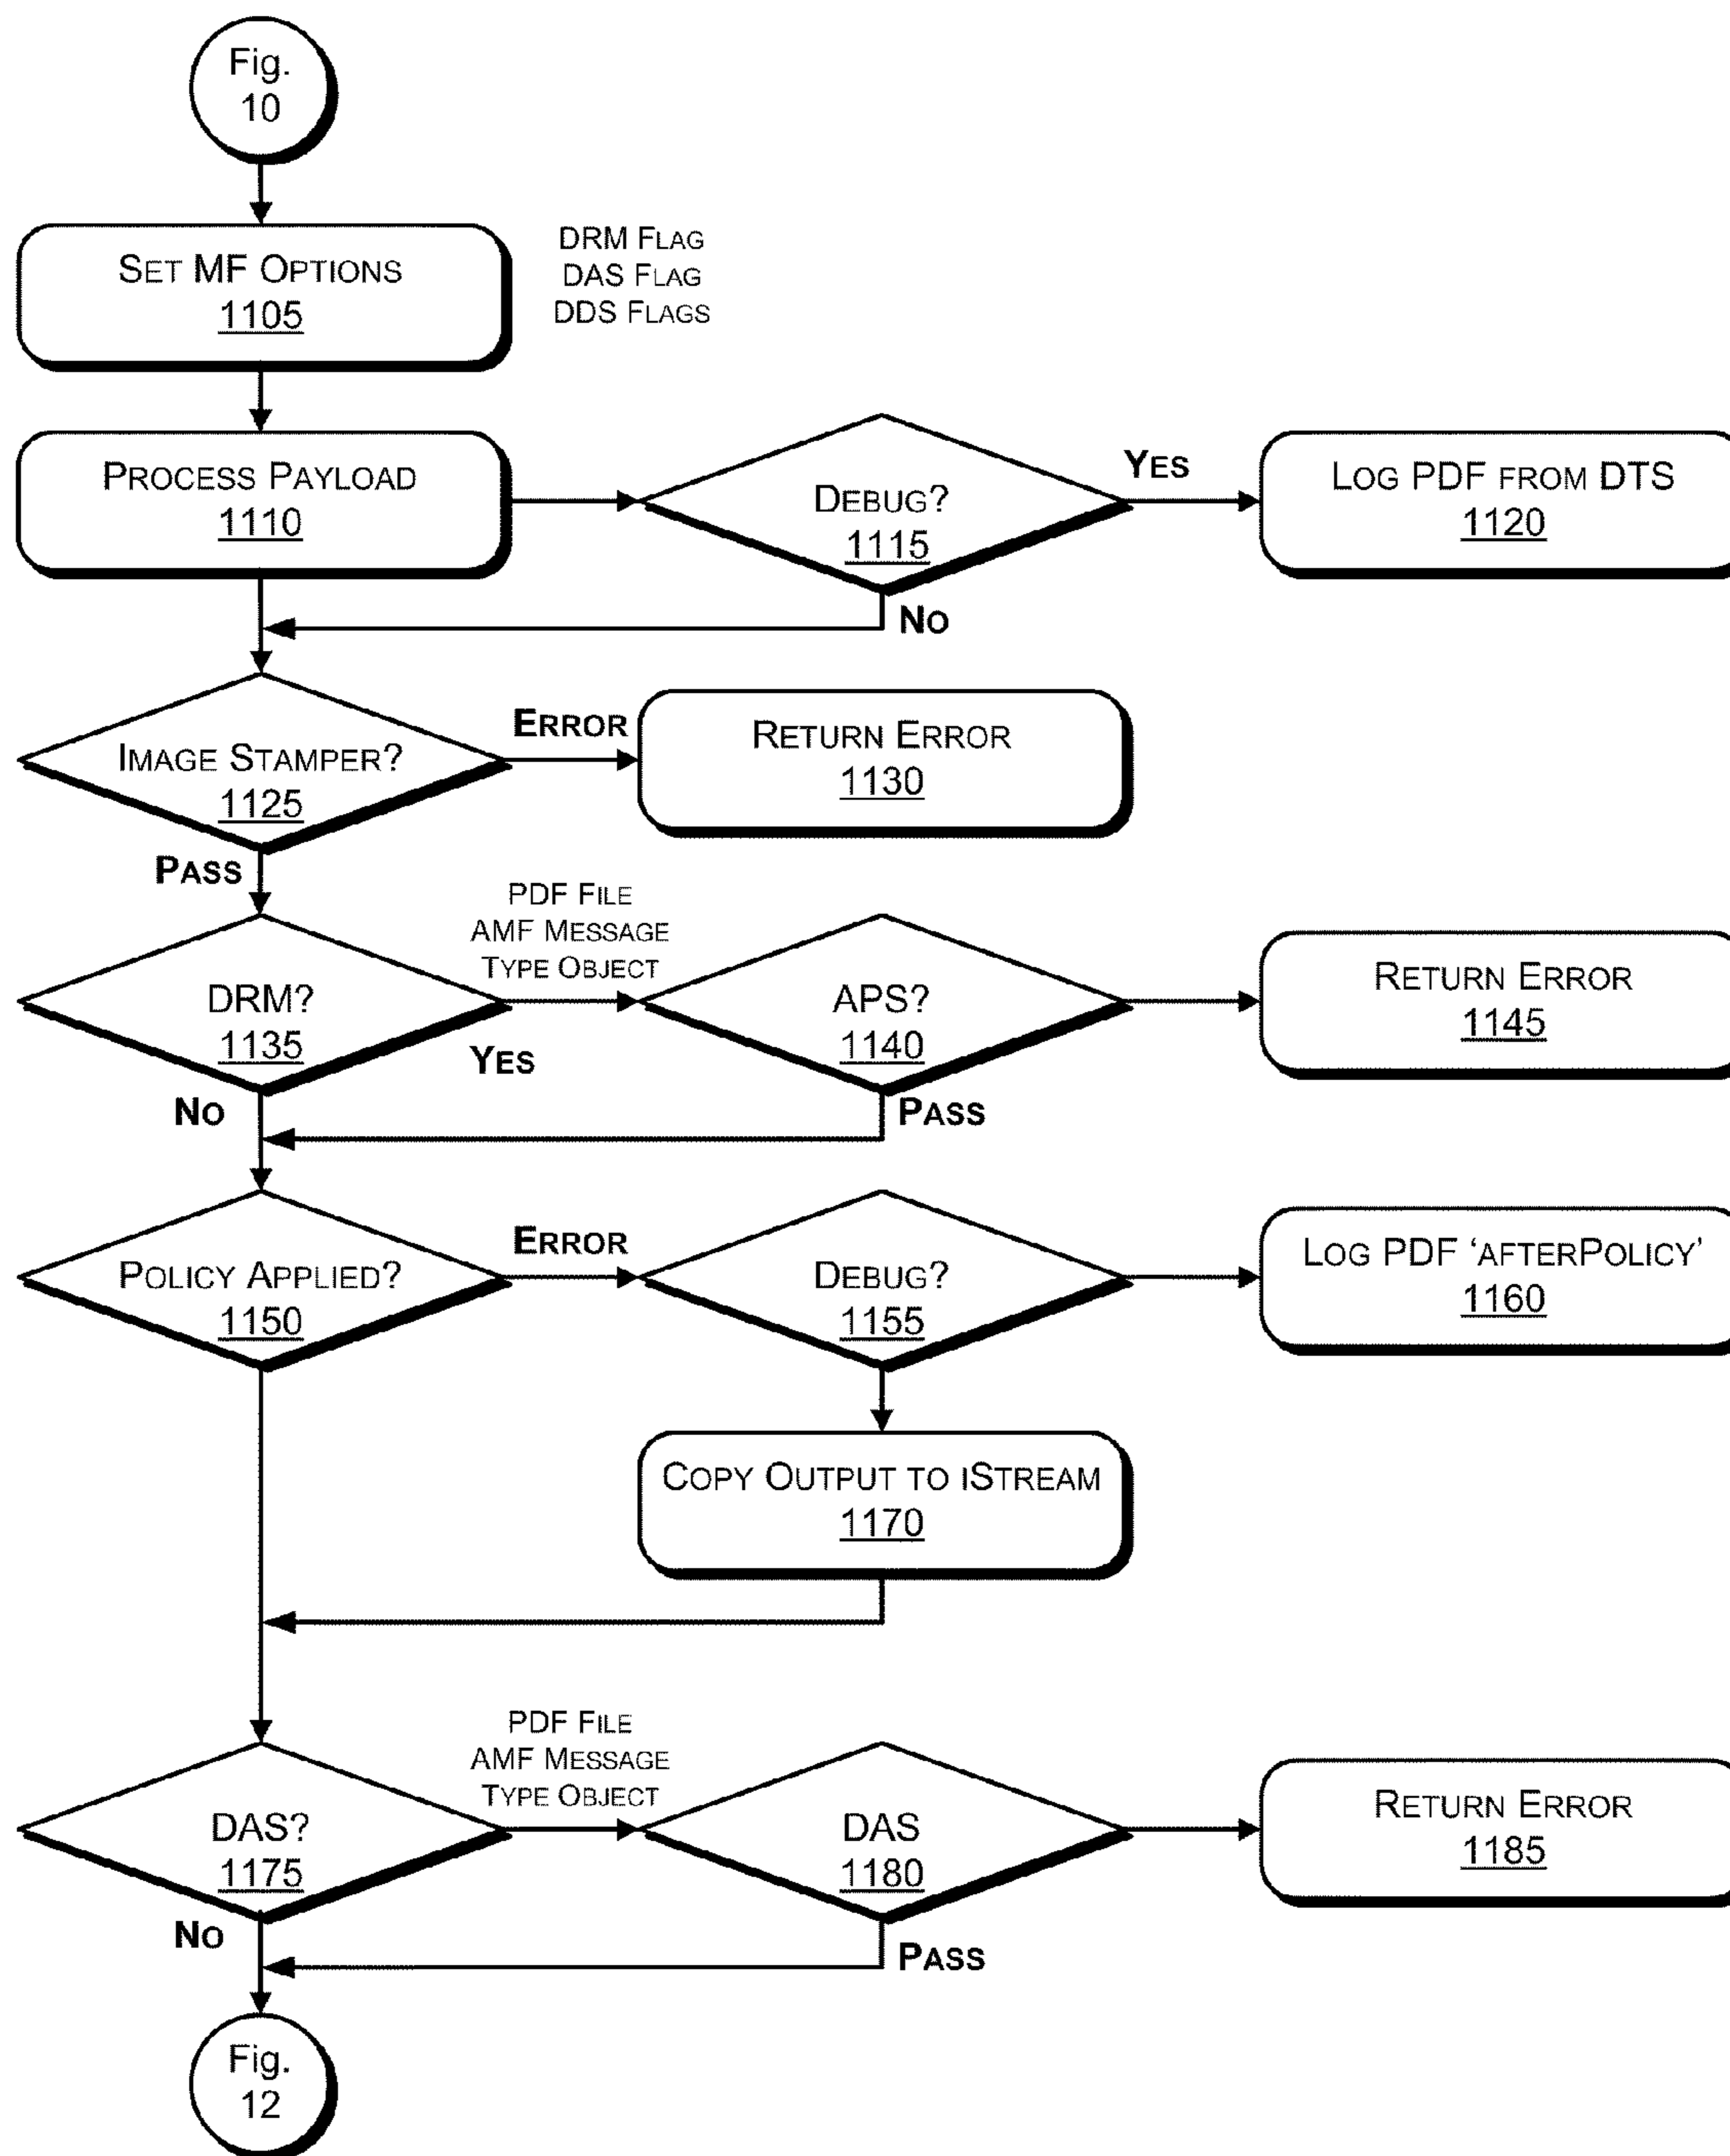 Fig.
10
SET MF OPTIONS
1105
DRM FLAG
DAS FLAG
DDS FLAGS
PROCESS PAYLOAD
1110
DEBUG?
1115
YES
NO
LOG PDF FROM DTS
1120
IMAGE STAMPER?
1125
ERROR
PASS
RETURN ERROR
1130
DRM?
1135
PDF FILE
AMF MESSAGE
TYPE OBJECT
YES
NO
APS?
1140
PASS
RETURN ERROR
1145
POLICY APPLIED?
1150
ERROR
DEBUG?
1155
LOG PDF ‘AFTERPOLICY’
1160
COPY OUTPUT TO ISTREAM
1170
DAS?
1175
PDF FILE
AMF MESSAGE
TYPE OBJECT
NO
DAS
1180
PASS
RETURN ERROR
1185
Fig.
12